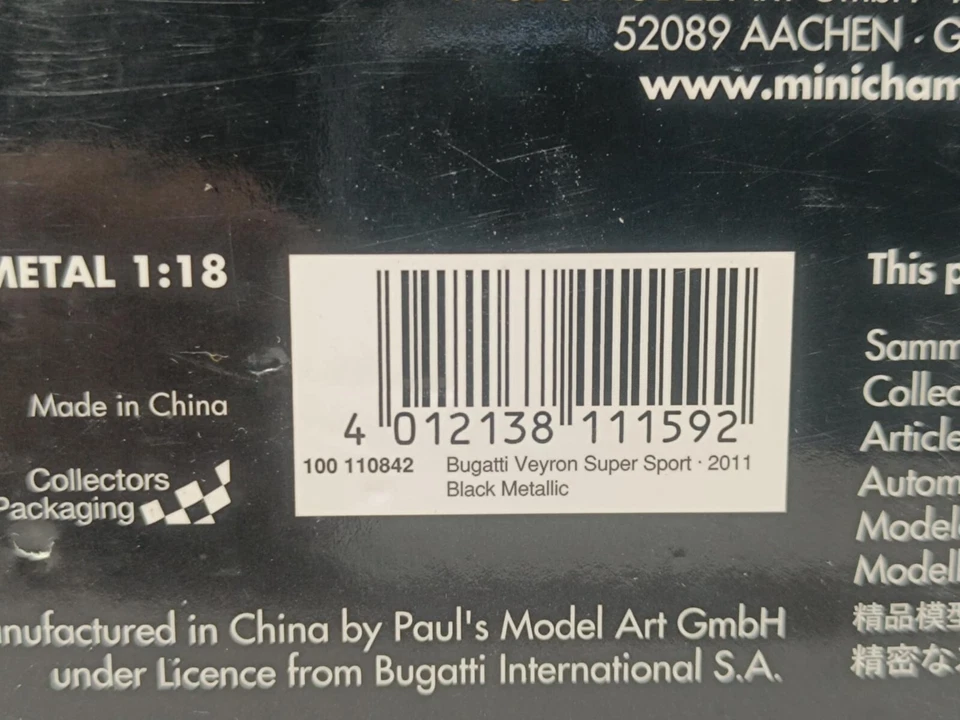 52089 AACHEN ·
www.minicham
METAL 1:18
Made in China
Collectors
Packaging
4 012138 111592
100 110842 Bugatti Veyron Super Sport · 2011
Black Metallic
nufactured in China by Paul's Model Art GmbH
under Licence from Bugatti International S.A.
This p
Samm
Collec
Article
Autom
Model
Modell
精品模型
精密な